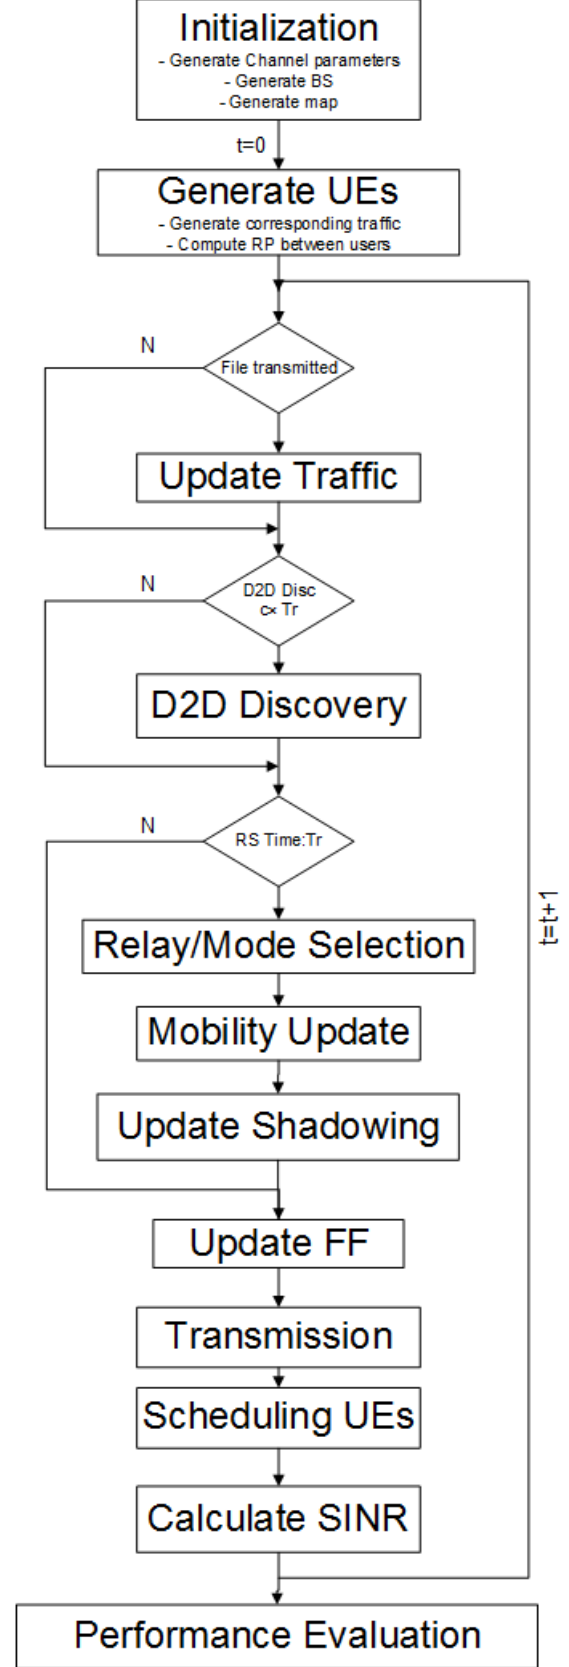 Initialization
- Generate Channel parameters
- Generate BS
- Generate map
t=0
Generate UEs
- Generate corresponding traffic
- Compute RP between users
N
File transmitted
Update Traffic
N
D2D Disc
c× Tr
D2D Discovery
N
RS Time:Tr
t=t+1
Relay/Mode Selection
Mobility Update
Update Shadowing
Update FF
Transmission
Scheduling UEs
Calculate SINR
Performance Evaluation